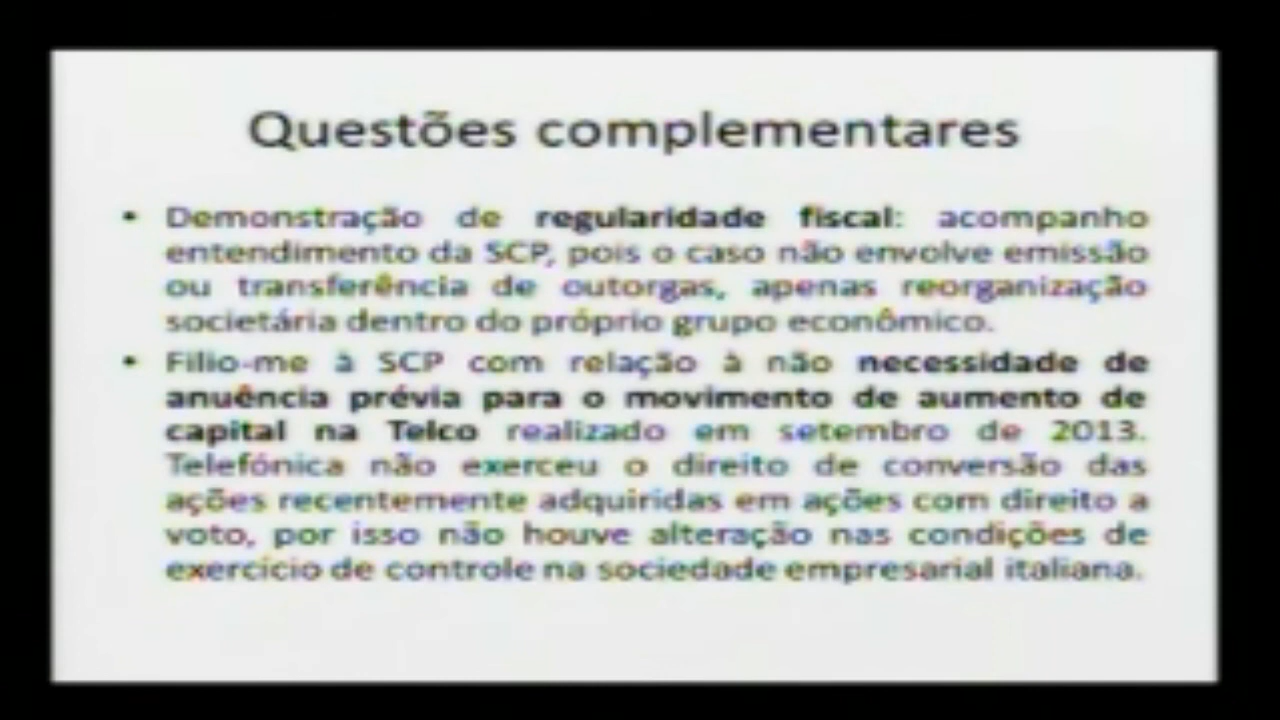 Questões complementares
• Demonstração de regularidade fiscal: acompanho
entendimento da SCP, pois o caso não envolve emissão
ou transferência de outorgas, apenas reorganização
societária dentro do próprio grupo econômico.
• Filio-me à SCP com relação à não necessidade de
anuência prévia para o movimento de aumento de
capital na Telco realizado em setembro de 2013.
Telefónica não exerceu o direito de conversão das
ações recentemente adquiridas em ações com direito a
voto, por isso não houve alteração nas condições de
exercício de controle na sociedade empresarial italiana.